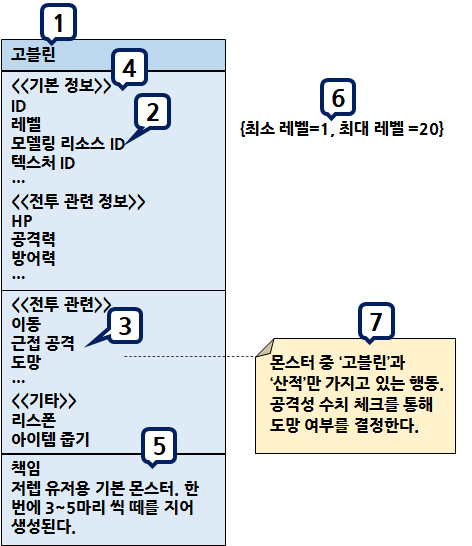 1
고블린
4
<<기본 정보>>
ID
2
레벨
모델링 리소스 ID
텍스처 ID
...
<<전투 관련 정보>>
HP
공격력
방어력
...
<<전투 관련>>
이동
3
근접 공격
도망
...
<<기타>>
리스폰
아이템 줍기
5
책임
저렙 유저용 기본 몬스터. 한
번에 3~5마리 씩 떼를 지어
생성된다.
6
{최소 레벨=1, 최대 레벨 =20}
7
몬스터 중 '고블린'과
'산적'만 가지고 있는 행동.
공격성 수치 체크를 통해
도망 여부를 결정한다.